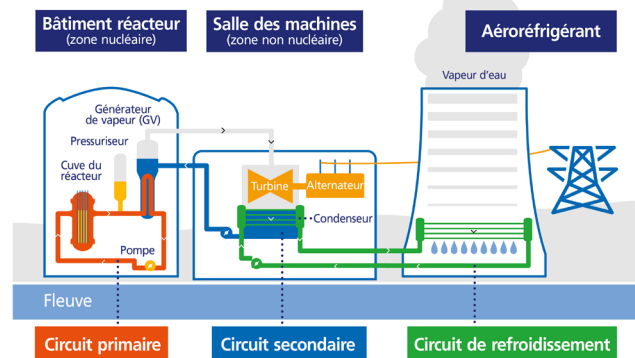 Bâtiment réacteur
(zone nucléaire)
Salle des machines
(zone non nucléaire)
Aéroréfrigérant
Vapeur d'eau
Générateur
de vapeur (GV)
Pressuriseur
Cuve du
réacteur
Turbine
Alternateur
Condenseur
Pompe
Fleuve
Circuit primaire
Circuit secondaire
Circuit de refroidissement